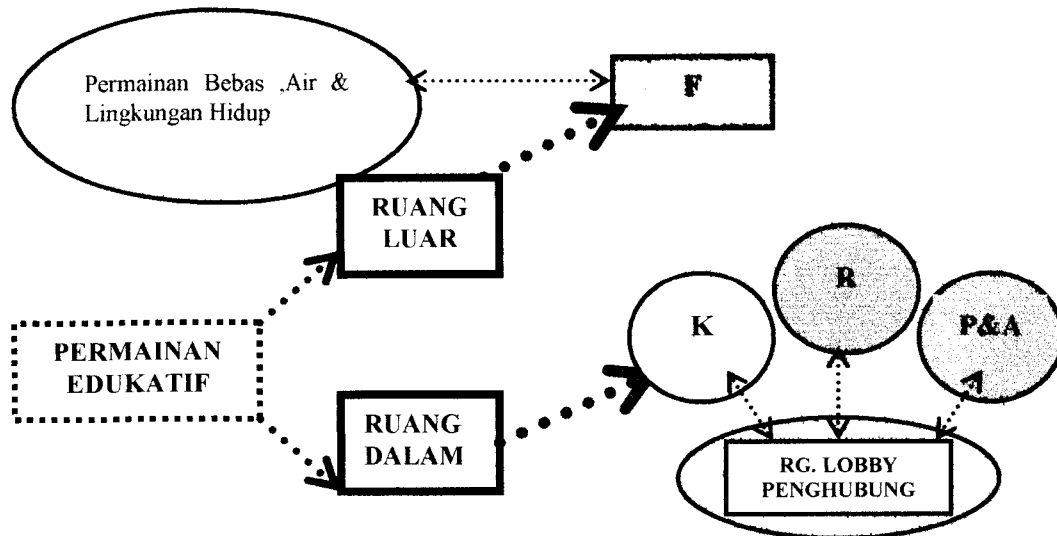 Permainan Bebas ,Air &
Lingkungan Hidup
F
RUANG
LUAR
R
K
P&A
PERMAINAN
EDUKATIF
RUANG
DALAM
RG. LOBBY
PENGHUBUNG